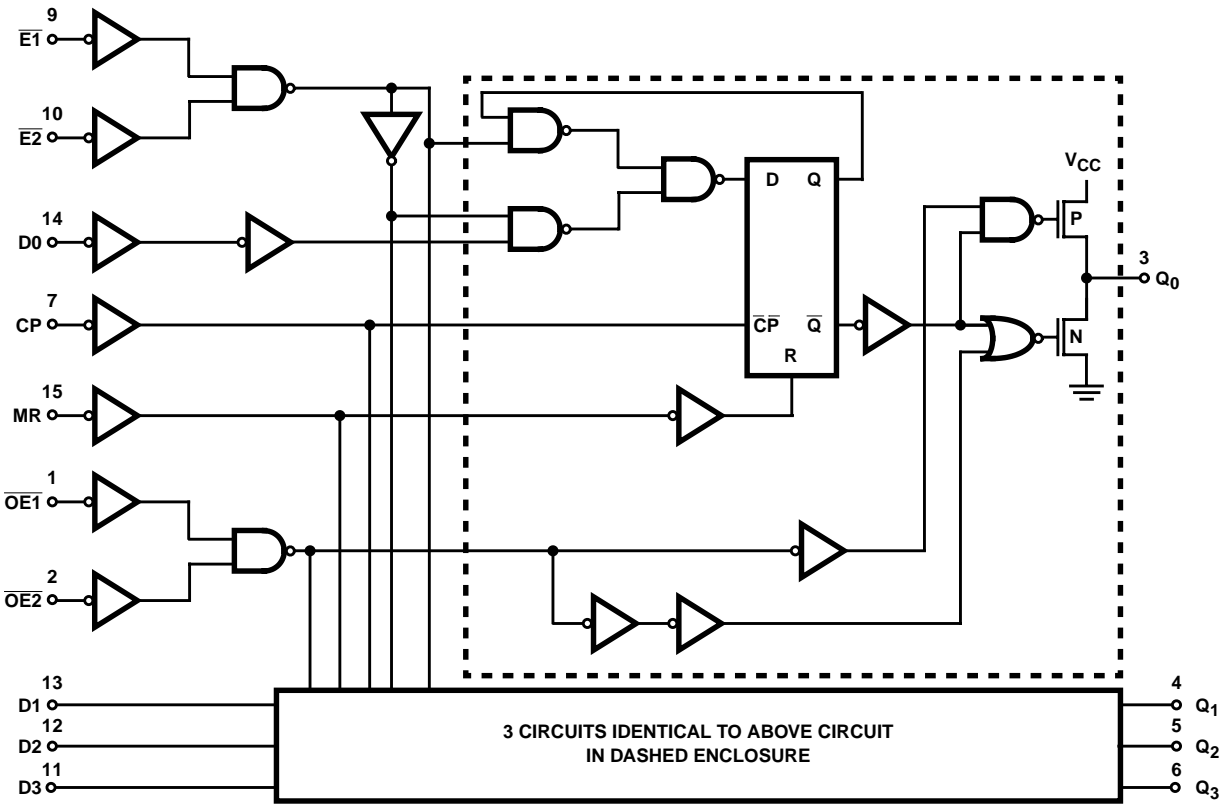 9
E1
10
E2
14
D0
7
CP
15
MR
1
OE1
2
OE2
13
D1
12
D2
11
D3
D Q
CP Q
R
VCC
P
N
3
Q0
3 CIRCUITS IDENTICAL TO ABOVE CIRCUIT
IN DASHED ENCLOSURE
4
Q1
5
Q2
6
Q3